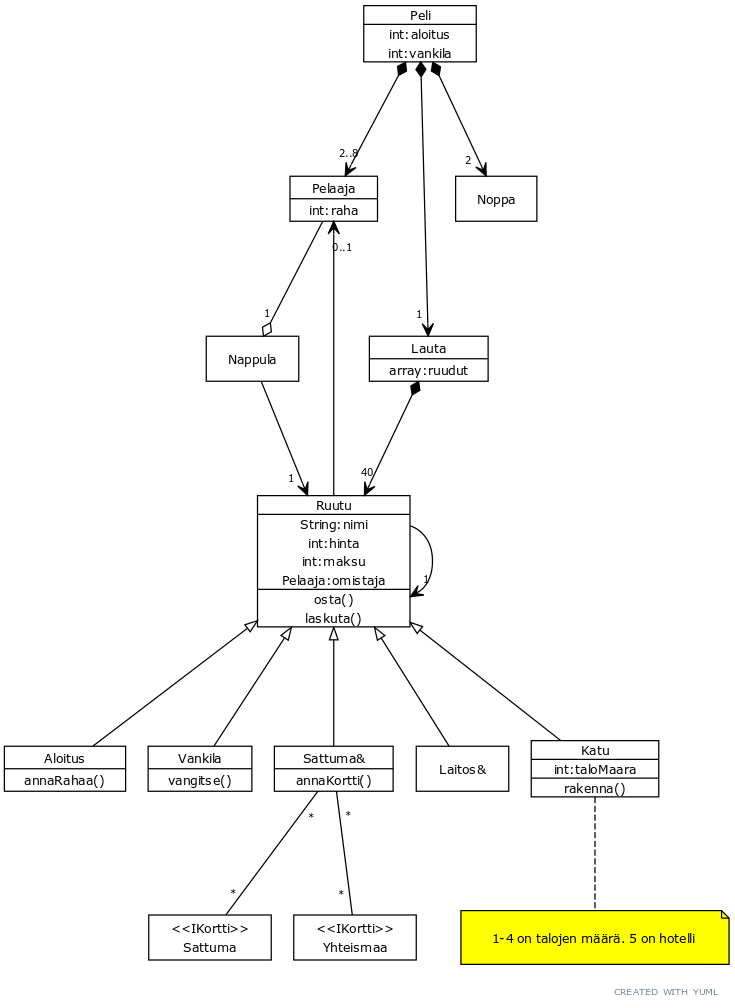 Peli
int:aloitus
int:vankila
2..8
2
Pelaaja
int:raha
Noppa
0..1
1
1
Nappula
Lauta
array:ruudut
1
40
Ruutu
String:nimi
int:hinta
int:maksu
Pelaaja:omistaja
1
osta()
laskuta()
Aloitus
annaRahaa()
Vankila
vangitse()
Sattuma&
annaKortti()
Laitos&
Katu
int:taloMaara
rakenna()
*
*
*
*
<<IKortti>>
Sattuma
<<IKortti>>
Yhteismaa
1-4 on talojen määrä. 5 on hotelli
CREATED WITH YUML